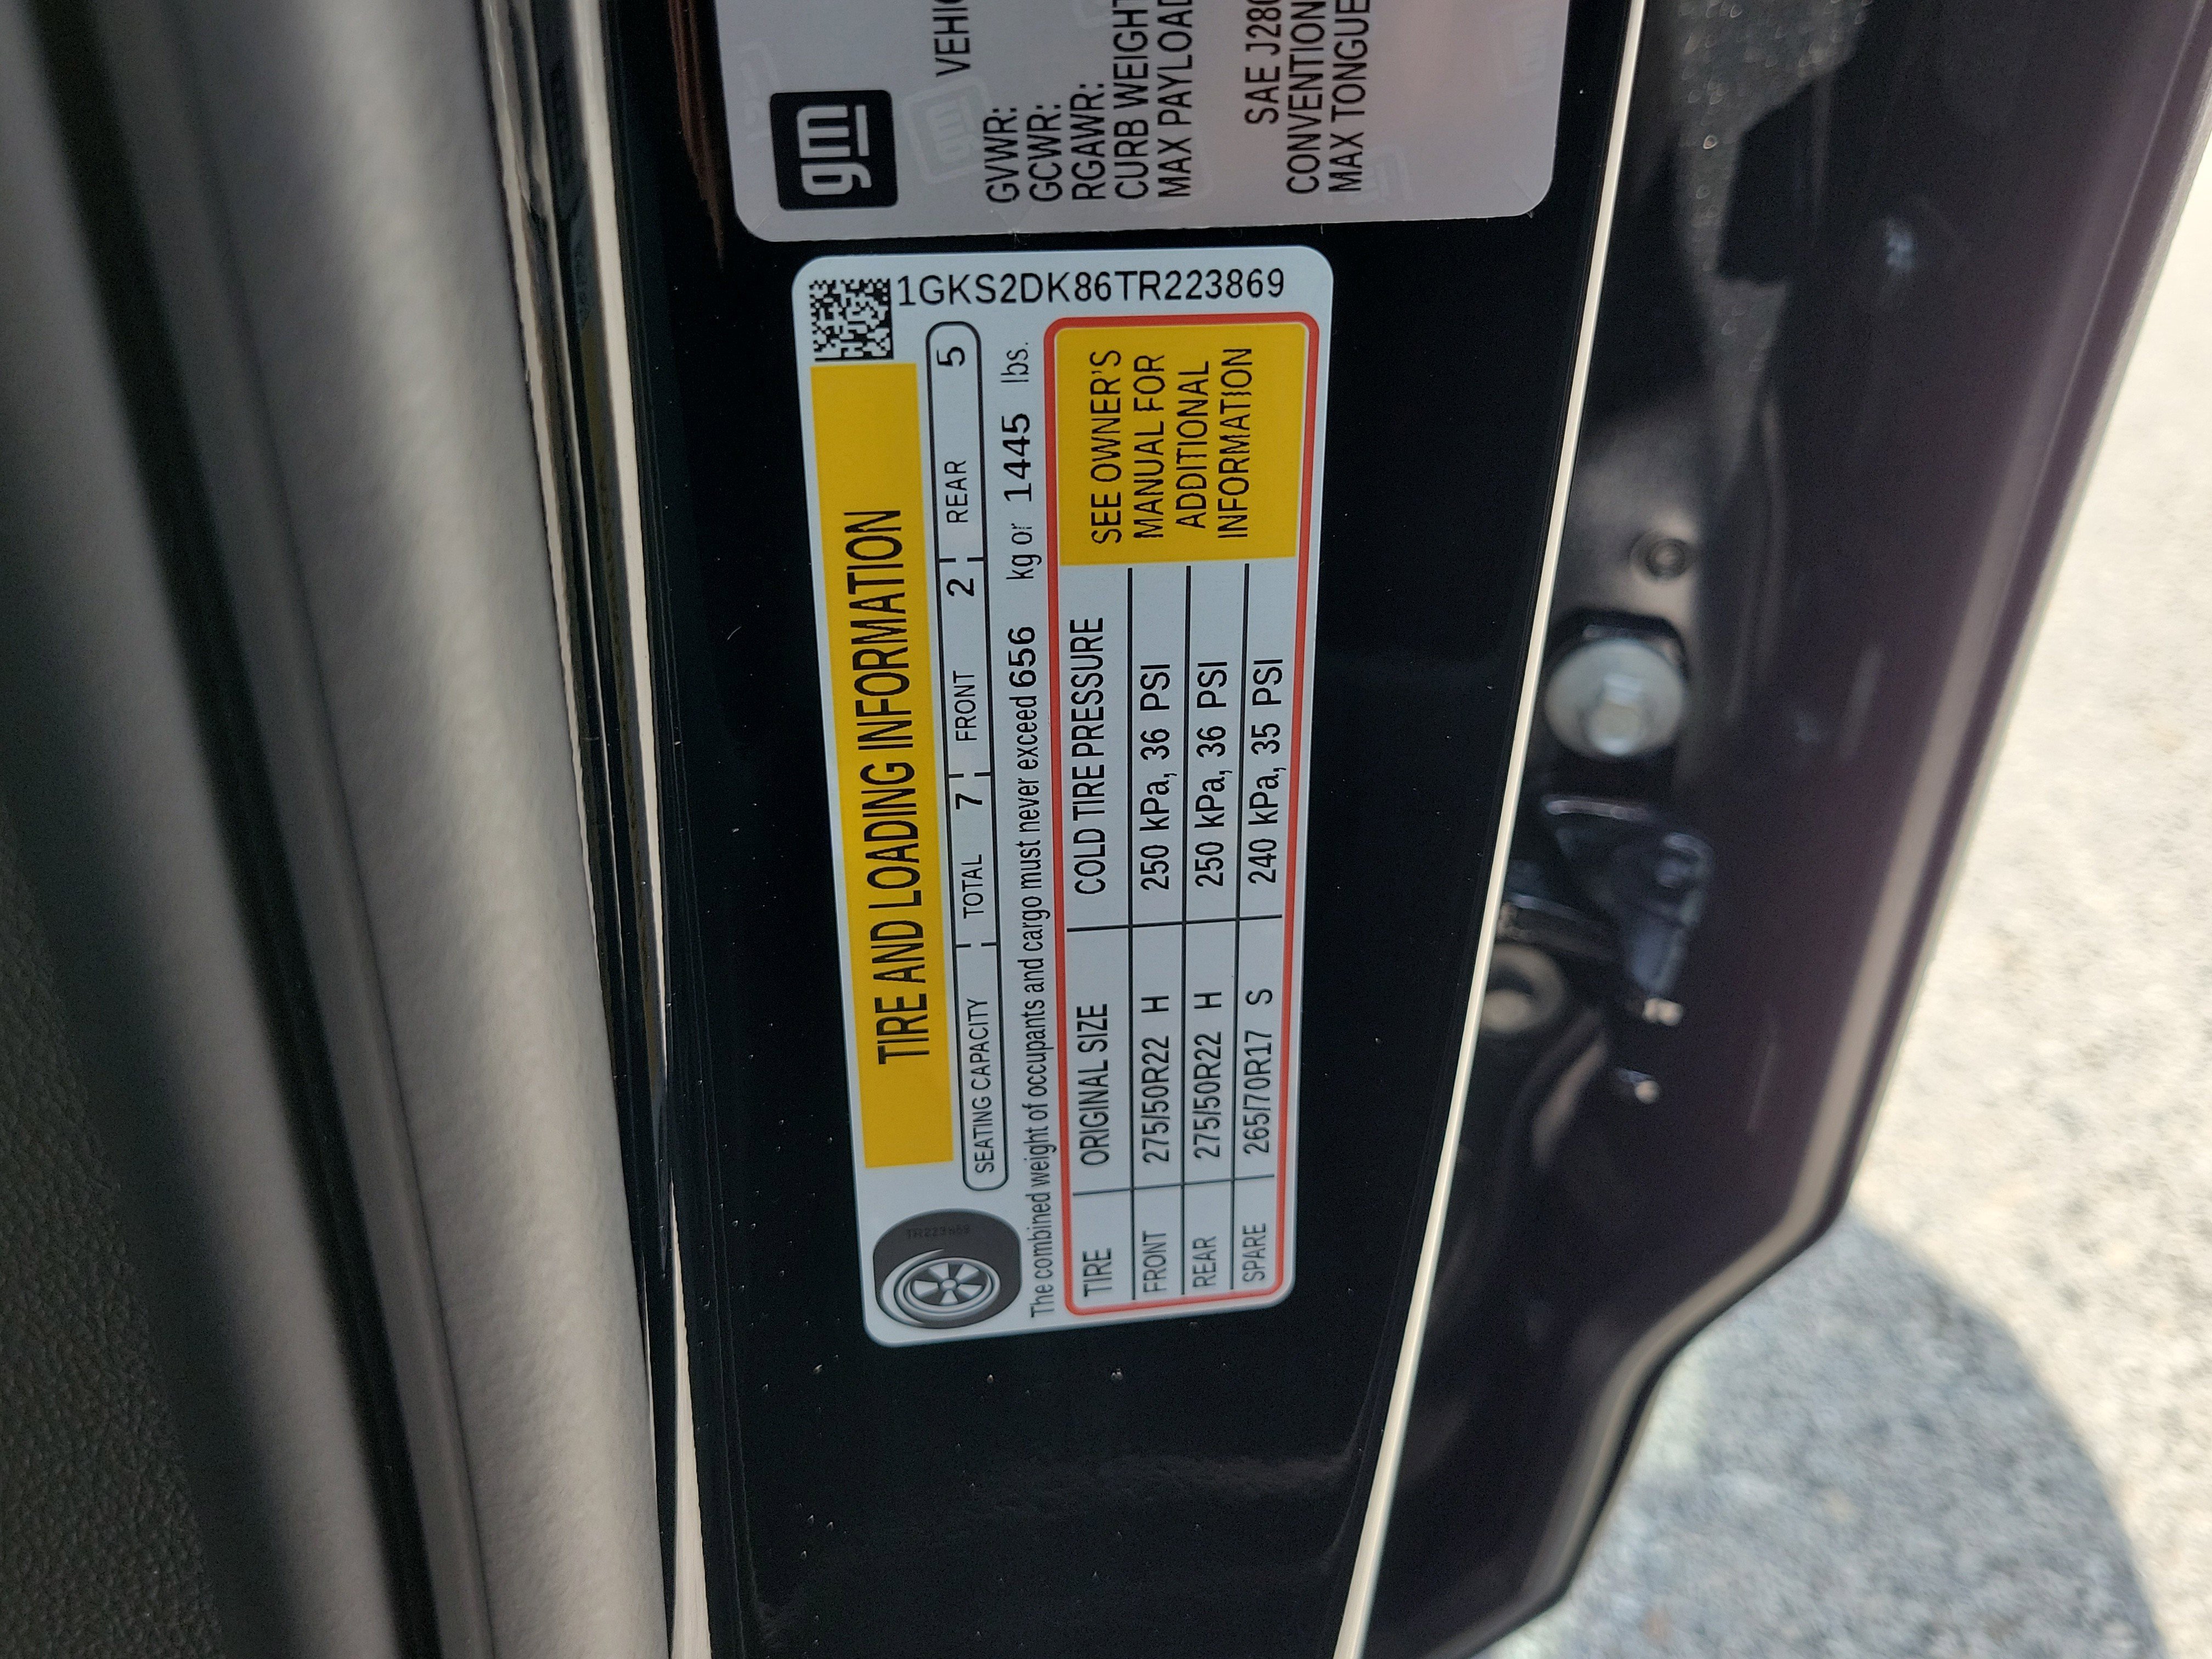 TIRE AND LOADING INFORMATION
SEATING CAPACITY TOTAL 7 FRONT 2 REAR 5
The combined weight of occupants and cargo must never exceed 656 kg or 1445 lbs.
TIRE ORIGINAL SIZE COLD TIRE PRESSURE
FRONT 275/50R22 H 250 kPa, 36 PSI
REAR 275/50R22 H 250 kPa, 36 PSI
SPARE 265/70R17 S 240 kPa, 35 PSI
SEE OWNER'S
MANUAL FOR
ADDITIONAL
INFORMATION
1GKS2DK86TR223869
TR223869
gm
GVWR:
GCWR:
RGAWR:
CURB WEIGHT
MAX PAYLOAD
SAE
CONVENTION
MAX TONGUE